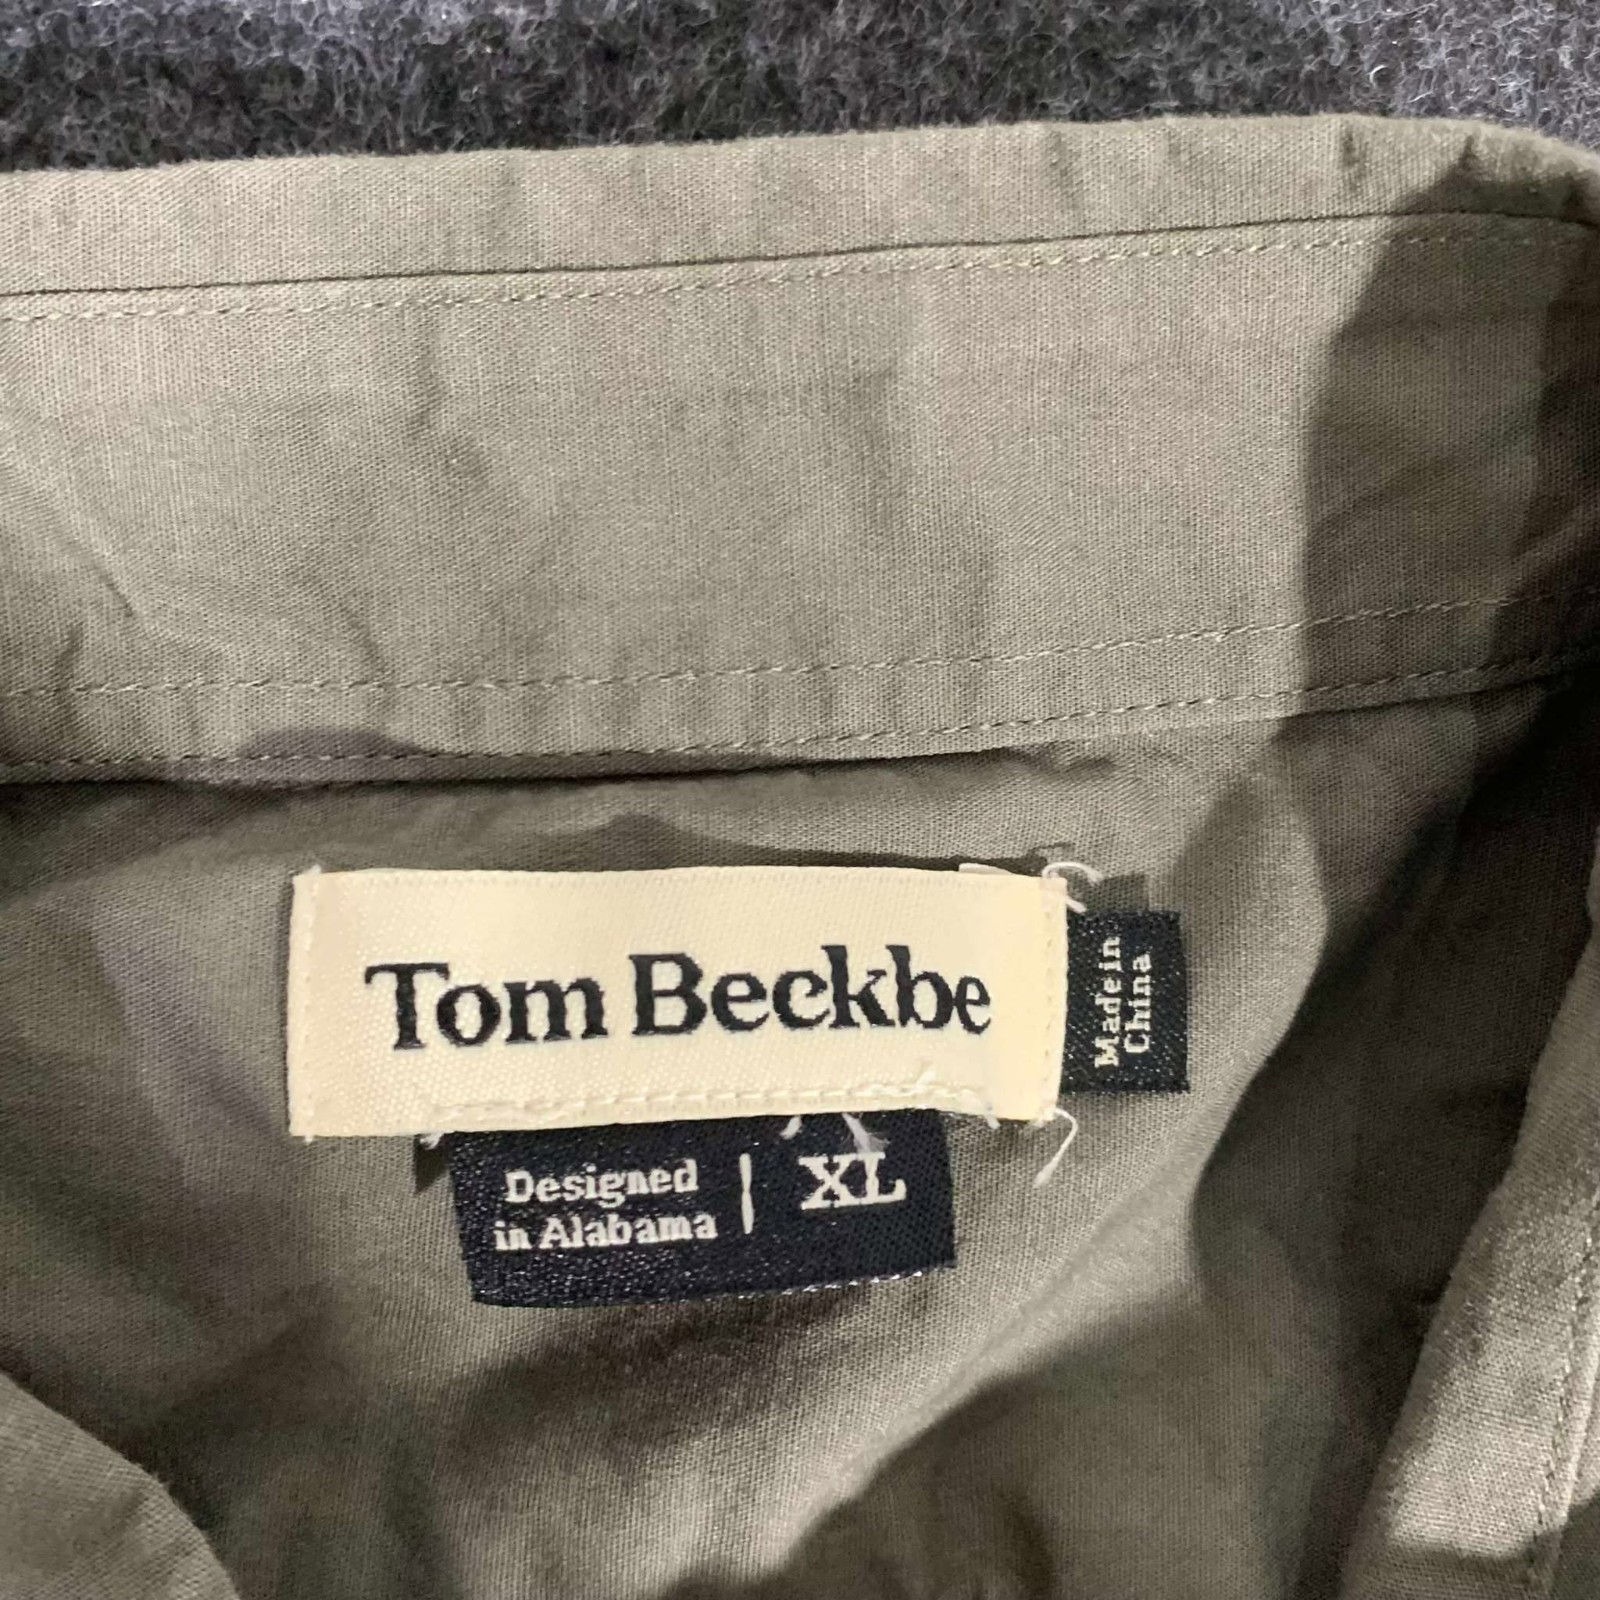 Tom Beckbe
Made in
China
Designed
in Alabama
XL